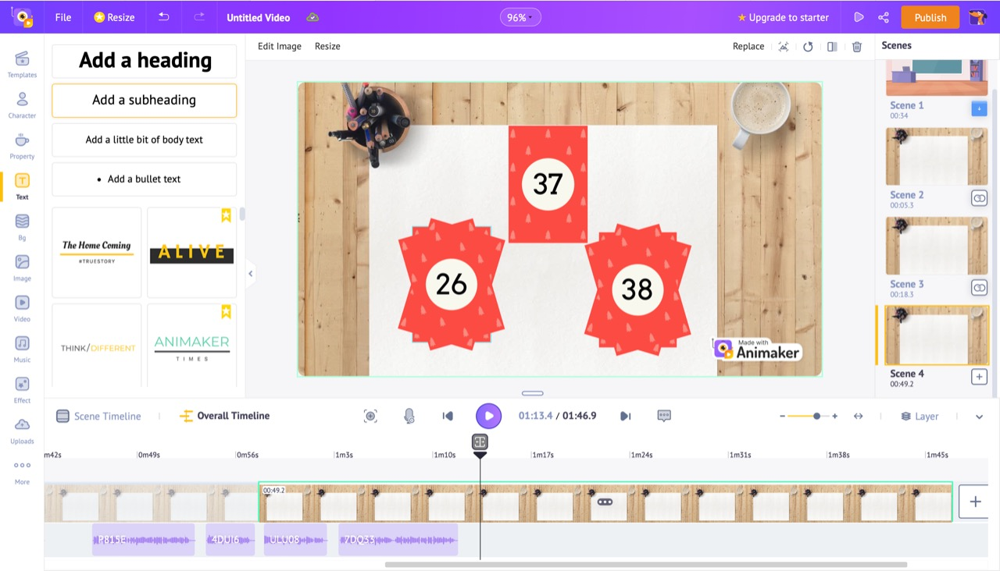 File
Resize
Untitled Video
96%
Upgrade to starter
Publish
Templates
Character
Property
Text
Bg
Image
Video
Music
Effect
Uploads
More
Add a heading
Add a subheading
Add a little bit of body text
• Add a bullet text
The Home Coming
#TRUESTORY
ALIVE
THINK/DIFFERENT
ANIMAKER
TIMES
Edit Image
Resize
Replace
37
26
38
Made with
Animaker
Scenes
Scene 1
00:34
Scene 2
00:05.3
Scene 3
00:18.3
Scene 4
00:49.2
Scene Timeline
Overall Timeline
01:13.4 / 01:46.9
Layer
m42s
0m49s
0m56s
1m3s
1m10s
1m17s
1m24s
1m31s
1m38s
1m45s
00:49.2
P815E
4DUI6
ULU08
7DQ33